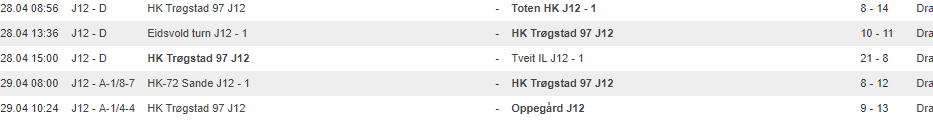 28.04 08:56 J12 - D HK Trøgstad 97 J12 - Toten HK J12 - 1 8 - 14 Dra
28.04 13:36 J12 - D Eidsvold turn J12 - 1 - HK Trøgstad 97 J12 10 - 11 Dra
28.04 15:00 J12 - D HK Trøgstad 97 J12 - Tveit IL J12 - 1 21 - 8 Dra
29.04 08:00 J12 - A-1/8-7 HK-72 Sande J12 - 1 - HK Trøgstad 97 J12 8 - 12 Dra
29.04 10:24 J12 - A-1/4-4 HK Trøgstad 97 J12 - Oppegård J12 9 - 13 Dra